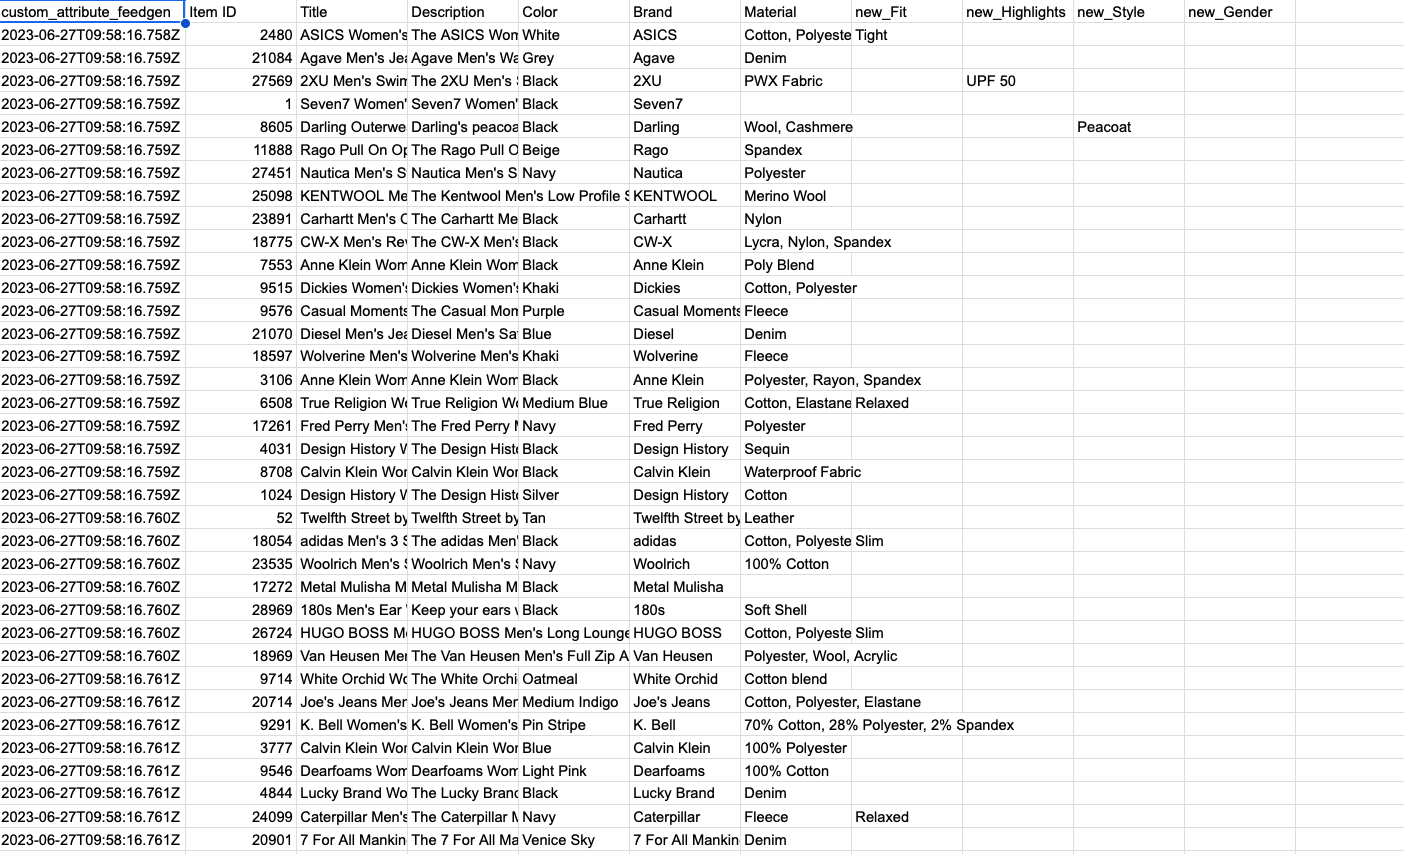 custom_attribute_feedgen Item ID Title Description Color Brand Material new_Fit new_Highlights new_Style new_Gender
2023-06-27T09:58:16.758Z 2480 ASICS Women's The ASICS Wom White ASICS Cotton, Polyeste Tight
2023-06-27T09:58:16.759Z 21084 Agave Men's Jea Agave Men's Wa Grey Agave Denim
2023-06-27T09:58:16.759Z 27569 2XU Men's Swim The 2XU Men's Black 2XU PWX Fabric UPF 50
2023-06-27T09:58:16.759Z 1 Seven7 Women' Seven7 Women' Black Seven7
2023-06-27T09:58:16.759Z 8605 Darling Outerwe Darling's peacoa Black Darling Wool, Cashmere Peacoat
2023-06-27T09:58:16.759Z 11888 Rago Pull On Op The Rago Pull O Beige Rago Spandex
2023-06-27T09:58:16.759Z 27451 Nautica Men's S Nautica Men's S Navy Nautica Polyester
2023-06-27T09:58:16.759Z 25098 KENTWOOL Me The Kentwool Men's Low Profile S KENTWOOL Merino Wool
2023-06-27T09:58:16.759Z 23891 Carhartt Men's C The Carhartt Me Black Carhartt Nylon
2023-06-27T09:58:16.759Z 18775 CW-X Men's Rev The CW-X Men's Black CW-X Lycra, Nylon, Spandex
2023-06-27T09:58:16.759Z 7553 Anne Klein Wom Anne Klein Wom Black Anne Klein Poly Blend
2023-06-27T09:58:16.759Z 9515 Dickies Women's Dickies Women's Khaki Dickies Cotton, Polyester
2023-06-27T09:58:16.759Z 9576 Casual Moments The Casual Mom Purple Casual Moments Fleece
2023-06-27T09:58:16.759Z 21070 Diesel Men's Jea Diesel Men's Sa Blue Diesel Denim
2023-06-27T09:58:16.759Z 18597 Wolverine Men's Wolverine Men's Khaki Wolverine Fleece
2023-06-27T09:58:16.759Z 3106 Anne Klein Wom Anne Klein Wom Black Anne Klein Polyester, Rayon, Spandex
2023-06-27T09:58:16.759Z 6508 True Religion Wo True Religion Wo Medium Blue True Religion Cotton, Elastane Relaxed
2023-06-27T09:58:16.759Z 17261 Fred Perry Men's The Fred Perry M Navy Fred Perry Polyester
2023-06-27T09:58:16.759Z 4031 Design History W The Design Histo Black Design History Sequin
2023-06-27T09:58:16.759Z 8708 Calvin Klein Wor Calvin Klein Wor Black Calvin Klein Waterproof Fabric
2023-06-27T09:58:16.759Z 1024 Design History W The Design Histo Silver Design History Cotton
2023-06-27T09:58:16.760Z 52 Twelfth Street by Twelfth Street by Tan Twelfth Street by Leather
2023-06-27T09:58:16.760Z 18054 adidas Men's 3 S The adidas Men' Black adidas Cotton, Polyeste Slim
2023-06-27T09:58:16.760Z 23535 Woolrich Men's S Woolrich Men's S Navy Woolrich 100% Cotton
2023-06-27T09:58:16.760Z 17272 Metal Mulisha M Metal Mulisha M Black Metal Mulisha
2023-06-27T09:58:16.760Z 28969 180s Men's Ear Keep your ears Black 180s Soft Shell
2023-06-27T09:58:16.760Z 26724 HUGO BOSS Me HUGO BOSS Men's Long Lounge HUGO BOSS Cotton, Polyeste Slim
2023-06-27T09:58:16.760Z 18969 Van Heusen Mer The Van Heusen Men's Full Zip A Van Heusen Polyester, Wool, Acrylic
2023-06-27T09:58:16.761Z 9714 White Orchid Wo The White Orchi Oatmeal White Orchid Cotton blend
2023-06-27T09:58:16.761Z 20714 Joe's Jeans Mer Joe's Jeans Mer Medium Indigo Joe's Jeans Cotton, Polyester, Elastane
2023-06-27T09:58:16.761Z 9291 K. Bell Women's K. Bell Women's Pin Stripe K. Bell 70% Cotton, 28% Polyester, 2% Spandex
2023-06-27T09:58:16.761Z 3777 Calvin Klein Wor Calvin Klein Wor Blue Calvin Klein 100% Polyester
2023-06-27T09:58:16.761Z 9546 Dearfoams Wom Dearfoams Wom Light Pink Dearfoams 100% Cotton
2023-06-27T09:58:16.761Z 4844 Lucky Brand Wo The Lucky Brand Black Lucky Brand Denim
2023-06-27T09:58:16.761Z 24099 Caterpillar Men's The Caterpillar M Navy Caterpillar Fleece Relaxed
2023-06-27T09:58:16.761Z 20901 7 For All Mankin The 7 For All Ma Venice Sky 7 For All Mankin Denim